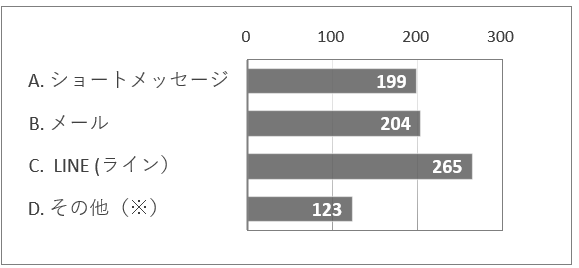 0 100 200 300
A. ショートメッセージ 199
B. メール 204
C. LINE (ライン） 265
D. その他（※） 123